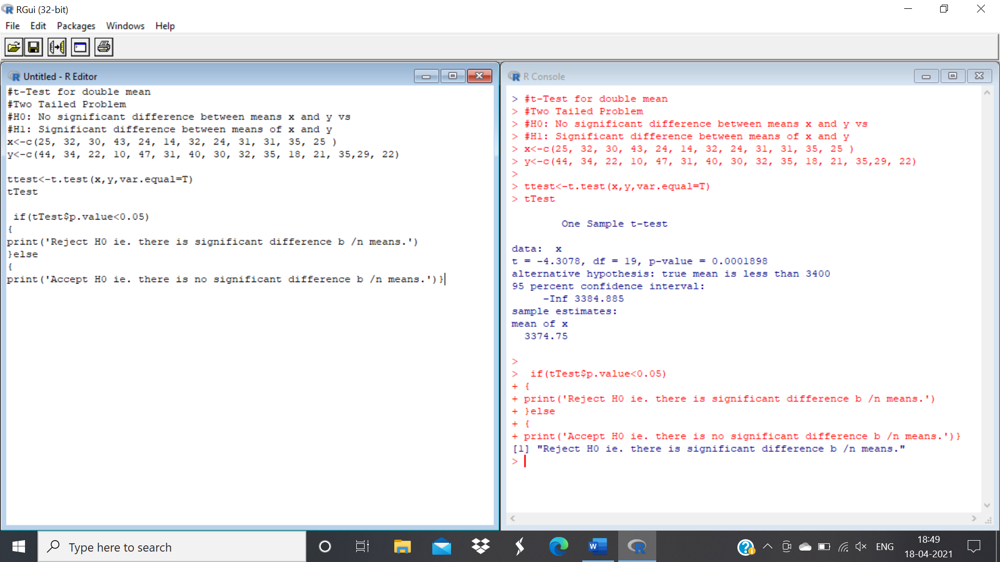 RGui (32-bit)
File Edit Packages Windows Help
Untitled - R Editor
#t-Test for double mean
#Two Tailed Problem
#H0: No significant difference between means x and y vs
#H1: Significant difference between means of x and y
x<-c(25, 32, 30, 43, 24, 14, 32, 24, 31, 31, 35, 25 )
y<-c(44, 34, 22, 10, 47, 31, 40, 30, 32, 35, 18, 21, 35,29, 22)
ttest<-t.test(x,y,var.equal=T)
tTest
if(tTest$p.value<0.05)
{
print('Reject H0 ie. there is significant difference b /n means.')
}else
{
print('Accept H0 ie. there is no significant difference b /n means.')}
R Console
> #t-Test for double mean
> #Two Tailed Problem
> #H0: No significant difference between means x and y vs
> #H1: Significant difference between means of x and y
> x<-c(25, 32, 30, 43, 24, 14, 32, 24, 31, 31, 35, 25 )
> y<-c(44, 34, 22, 10, 47, 31, 40, 30, 32, 35, 18, 21, 35,29, 22)
>
> ttest<-t.test(x,y,var.equal=T)
> tTest
One Sample t-test
data:  x
t = -4.3078, df = 19, p-value = 0.0001898
alternative hypothesis: true mean is less than 3400
95 percent confidence interval:
-Inf 3384.885
sample estimates:
mean of x
3374.75
>
>  if(tTest$p.value<0.05)
+ {
+ print('Reject H0 ie. there is significant difference b /n means.')
+ }else
+ {
+ print('Accept H0 ie. there is no significant difference b /n means.')}
[1] "Reject H0 ie. there is significant difference b /n means."
>
Type here to search
ENG
18:49
18-04-2021